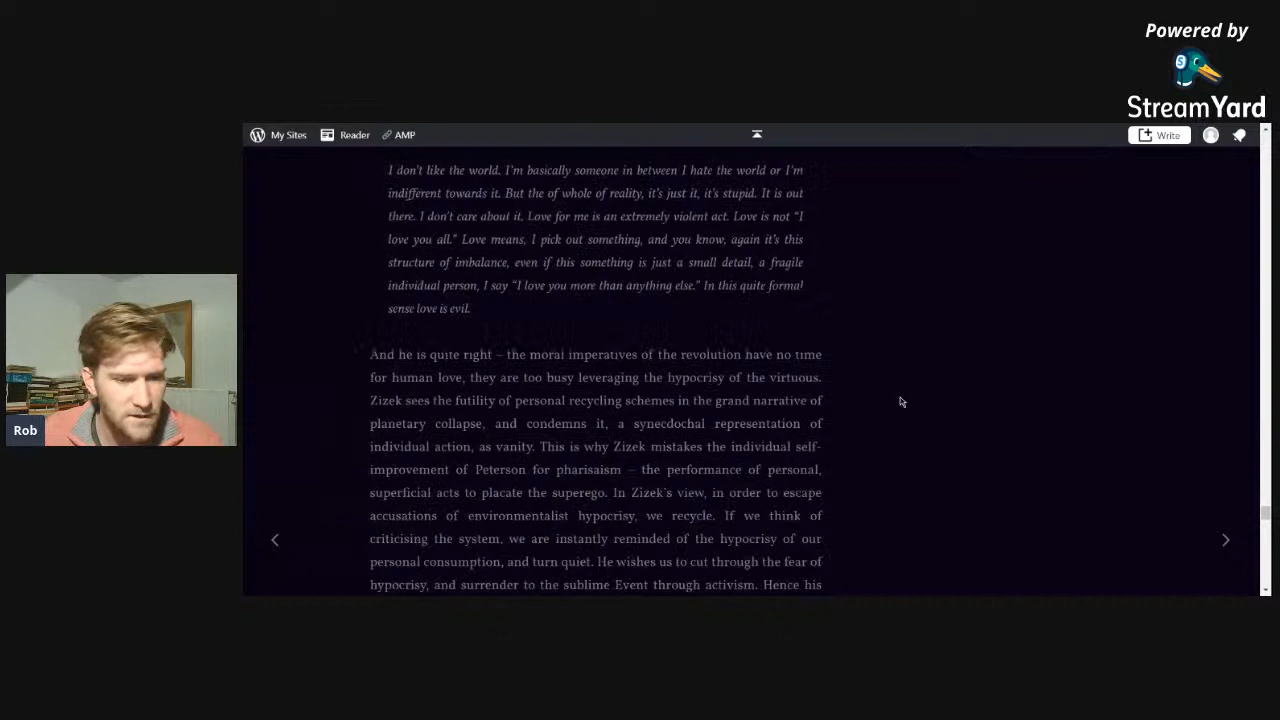 Powered by
StreamYard
My Sites Reader AMP Write
I don't like the world. I'm basically someone in between I hate the world or I'm
indifferent towards it. But the of whole of reality, it's just it, it's stupid. It is out
there. I don't care about it. Love for me is an extremely violent act. Love is not “I
love you all.” Love means, I pick out something, and you know, again it's this
structure of imbalance, even if this something is just a small detail, a fragile
individual person, I say “I love you more than anything else.” In this quite formal
sense love is evil.
And he is quite right – the moral imperatives of the revolution have no time
for human love, they are too busy leveraging the hypocrisy of the virtuous.
Zizek sees the futility of personal recycling schemes in the grand narrative of
planetary collapse, and condemns it, a synecdochal representation of
individual action, as vanity. This is why Zizek mistakes the individual self-
improvement of Peterson for pharisaism – the performance of personal,
superficial acts to placate the superego. In Zizek's view, in order to escape
accusations of environmentalist hypocrisy, we recycle. If we think of
criticising the system, we are instantly reminded of the hypocrisy of our
personal consumption, and turn quiet. He wishes us to cut through the fear of
hypocrisy, and surrender to the sublime Event through activism. Hence his
Rob